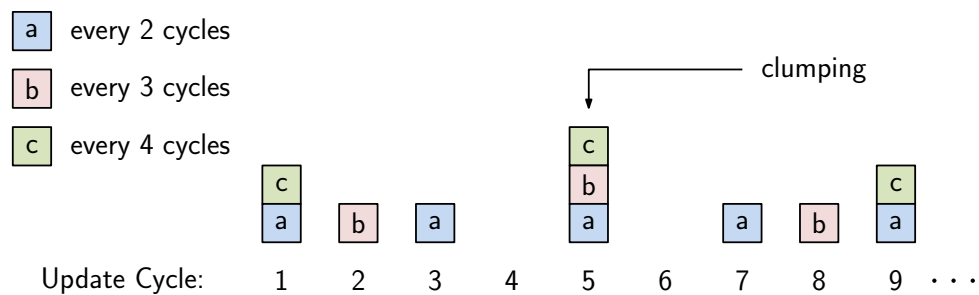 a every 2 cycles
b every 3 cycles
clumping
c every 4 cycles
c
c b c
a b a a a b a
Update Cycle: 1 2 3 4 5 6 7 8 9 · · ·